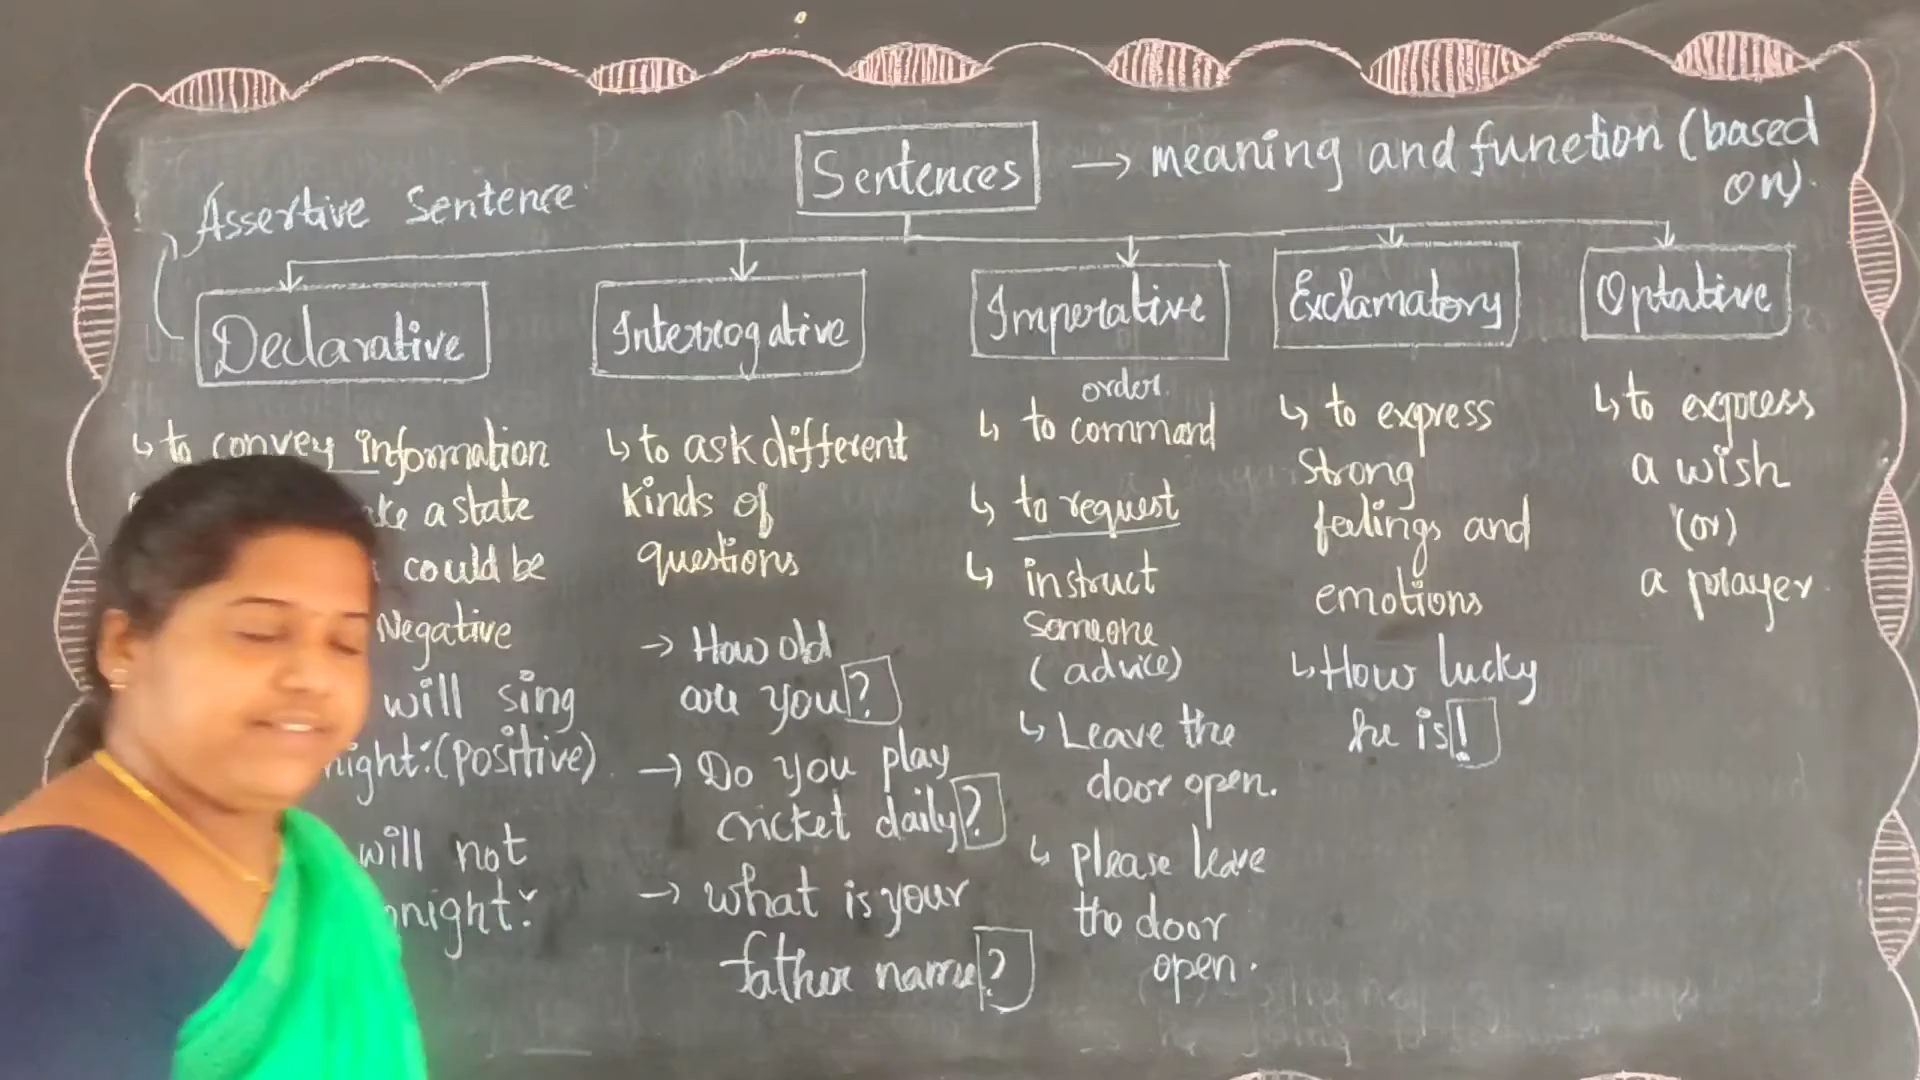 Sentences → meaning and function (based
on).
Assertive Sentence
Declarative
↳ to convey information
a state
could be
Negative
will sing
night. (positive).
will not
night.
Interrogative
↳ to ask different
kinds of
questions
→ How old
are you?
→ Do you play
cricket daily?
→ what is your
father name?
Imperative
order.
↳ to command
↳ to request
↳ instruct
someone
(advice)
↳ Leave the
door open.
↳ please leave
the door
open.
Exclamatory
↳ to express
strong
feelings and
emotions
↳ How lucky
he is!
Optative
↳ to express
a wish
(or)
a prayer.